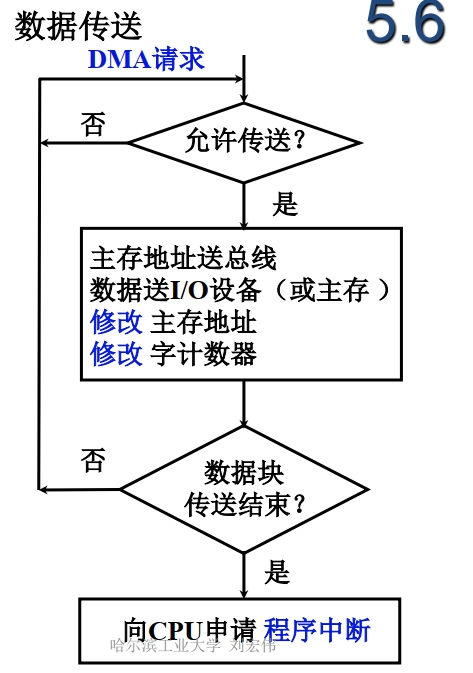 数据传送
5.6
DMA请求
否
允许传送？
是
主存地址送总线
数据送I/O设备（或主存 ）
修改 主存地址
修改 字计数器
否
数据块
传送结束？
是
向CPU申请 程序中断
哈尔滨工业大学 刘宏伟